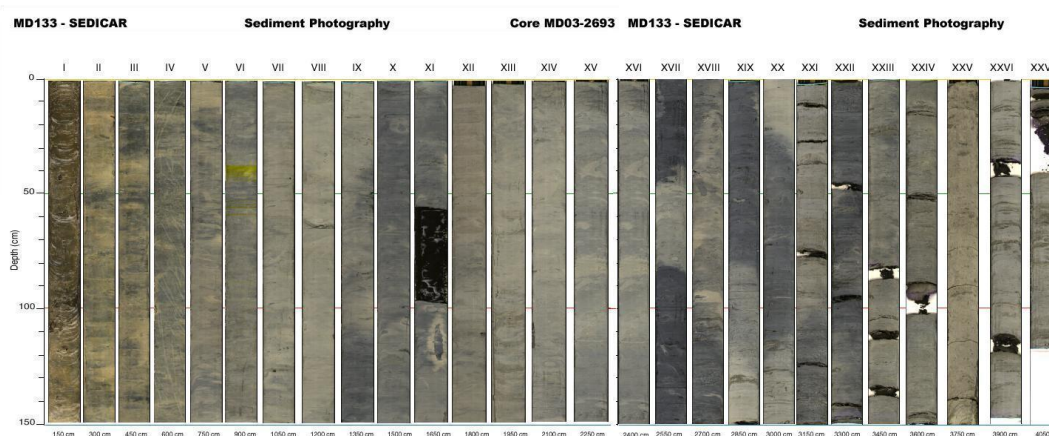 MD133 - SEDICAR Sediment Photography Core MD03-2693 MD133 - SEDICAR Sediment Photography
I II III IV V VI VII VIII IX X XI XII XIII XIV XV XVI XVII XVIII XIX XX XXI XXII XXIII XXIV XXV XXVI XXV
0
50
Depth (cm)
100
150
150 cm 300 cm 450 cm 600 cm 750 cm 900 cm 1050 cm 1200 cm 1350 cm 1500 cm 1650 cm 1800 cm 1950 cm 2100 cm 2250 cm 2400 cm 2550 cm 2700 cm 2850 cm 3000 cm 3150 cm 3300 cm 3450 cm 3600 cm 3750 cm 3900 cm 4050